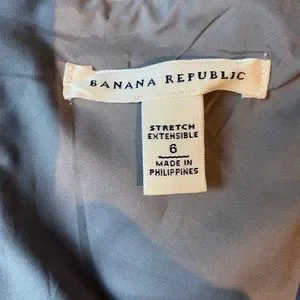 BANANA REPUBLIC
STRETCH
EXTENSIBLE
6
MADE IN
PHILIPPINES